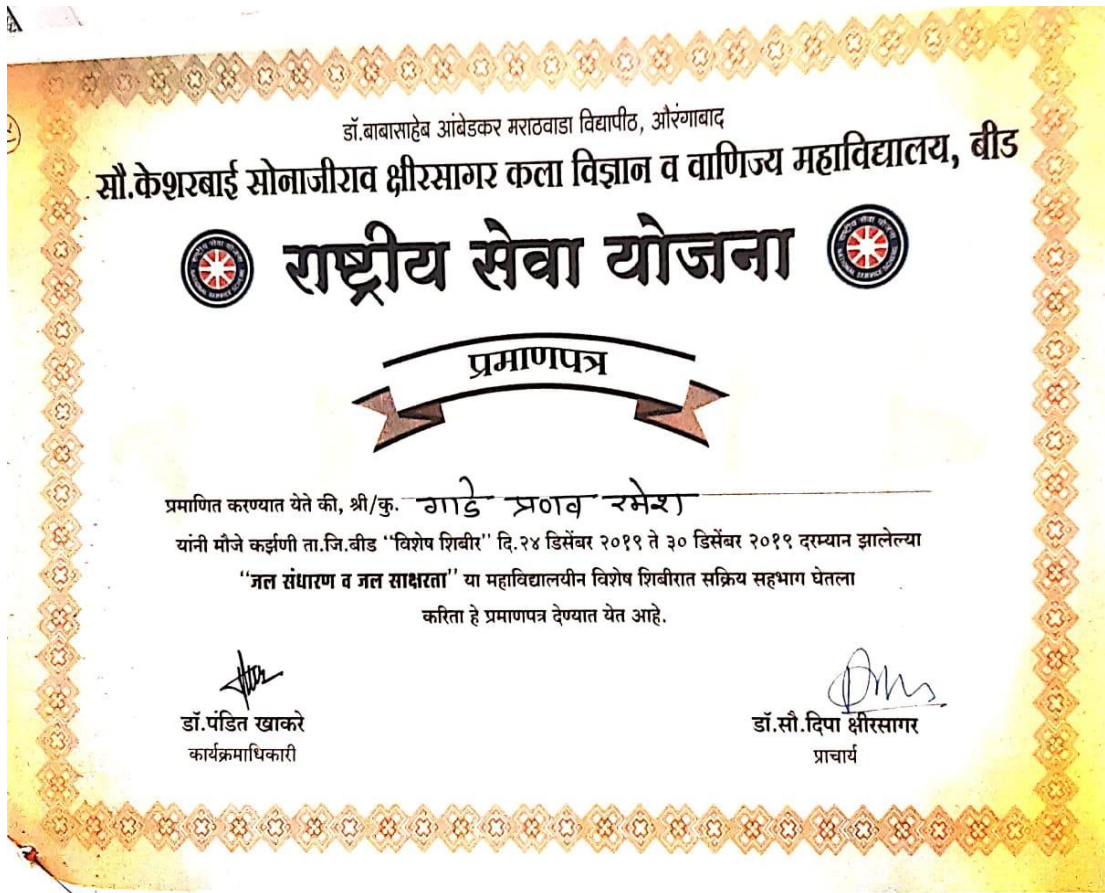 डॉ.बाबासाहेब आंबेडकर मराठवाडा विद्यापीठ, औरंगाबाद
सौ.केशरबाई सोनाजीराव क्षीरसागर कला विज्ञान व वाणिज्य महाविद्यालय, बीड
राष्ट्रीय सेवा योजना
प्रमाणपत्र
प्रमाणित करण्यात येते की, श्री/कु. गाडे प्रणव रमेश
यांनी मौजे कर्झणी ता.जि.बीड "विशेष शिबीर" दि.२४ डिसेंबर २०१९ ते ३० डिसेंबर २०१९ दरम्यान झालेल्या
"जल संधारण व जल साक्षरता" या महाविद्यालयीन विशेष शिबीरात सक्रिय सहभाग घेतला
करिता हे प्रमाणपत्र देण्यात येत आहे.
डॉ.पंडित खाकरे
कार्यक्रमाधिकारी
डॉ.सौ.दिपा क्षीरसागर
प्राचार्य